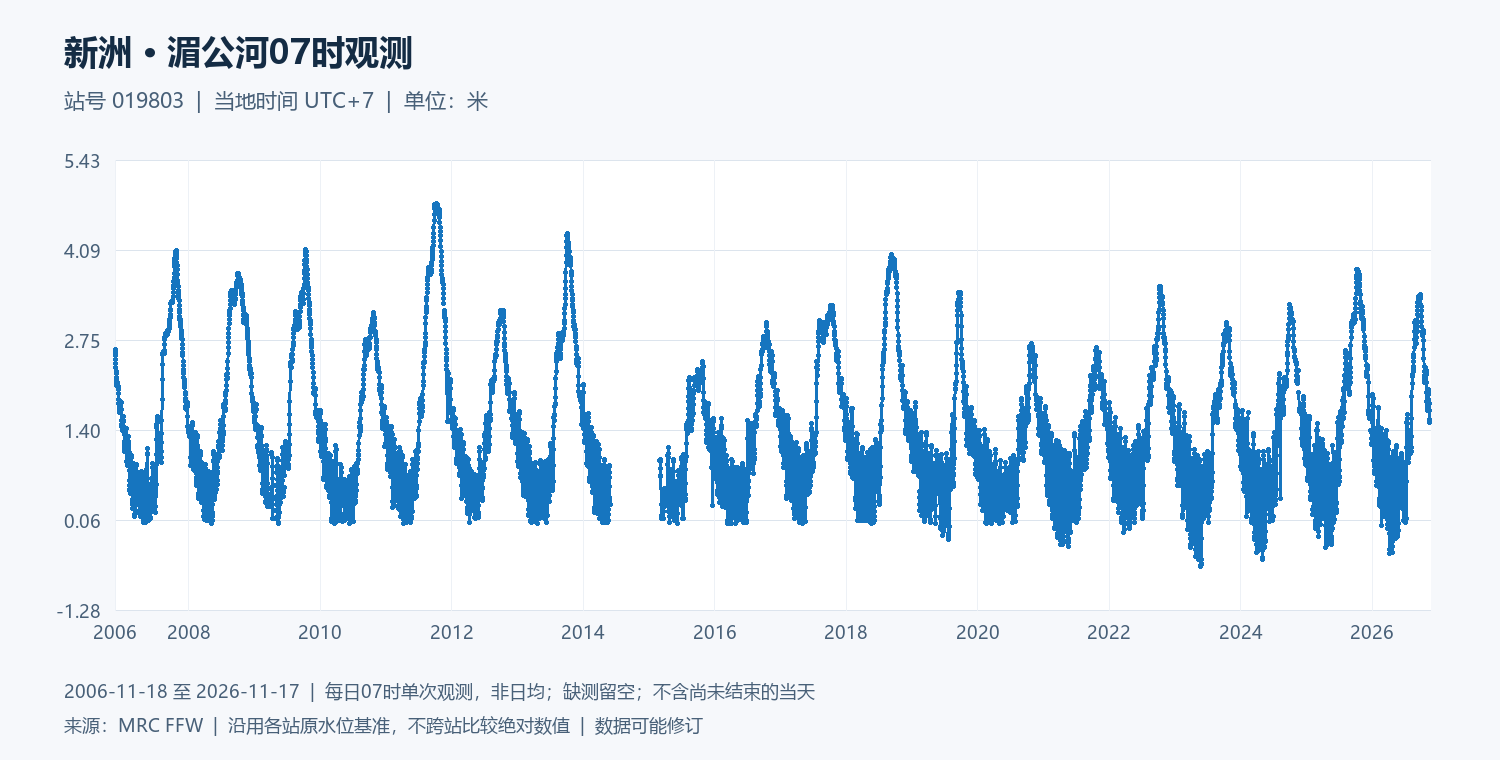 新洲 • 湄公河07时观测
站号 019803 | 当地时间 UTC+7 | 单位：米
5.43
4.09
2.75
1.40
0.06
-1.28
2006 2008 2010 2012 2014 2016 2018 2020 2022 2024 2026
2006-11-18 至 2026-11-17 | 每日07时单次观测，非日均；缺测留空；不含尚未结束的当天
来源：MRC FFW | 沿用各站原水位基准，不跨站比较绝对数值 | 数据可能修订